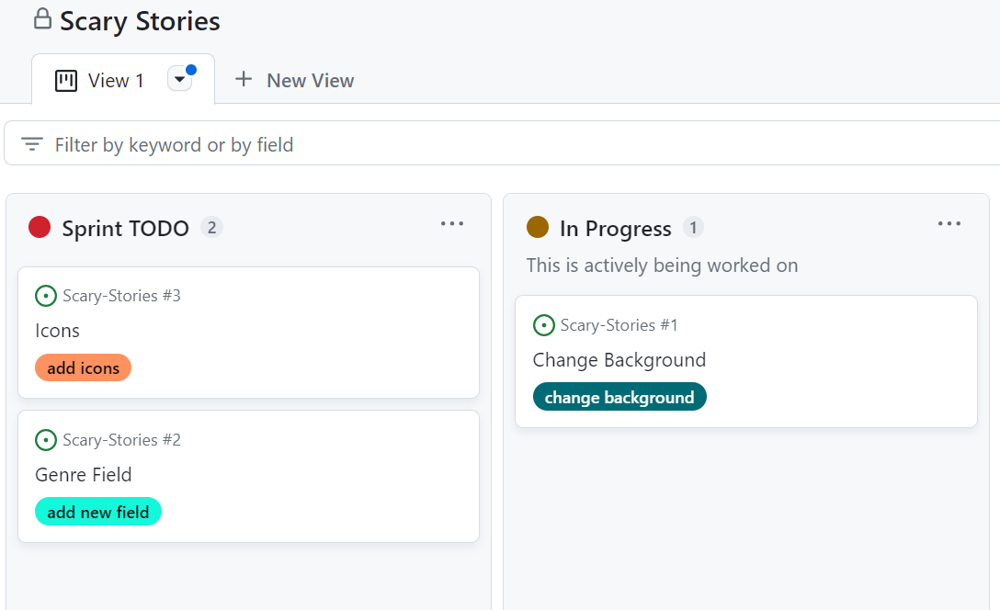 Scary Stories
View 1
New View
Filter by keyword or by field
Sprint TODO 2
Scary-Stories #3
Icons
add icons
Scary-Stories #2
Genre Field
add new field
In Progress 1
This is actively being worked on
Scary-Stories #1
Change Background
change background